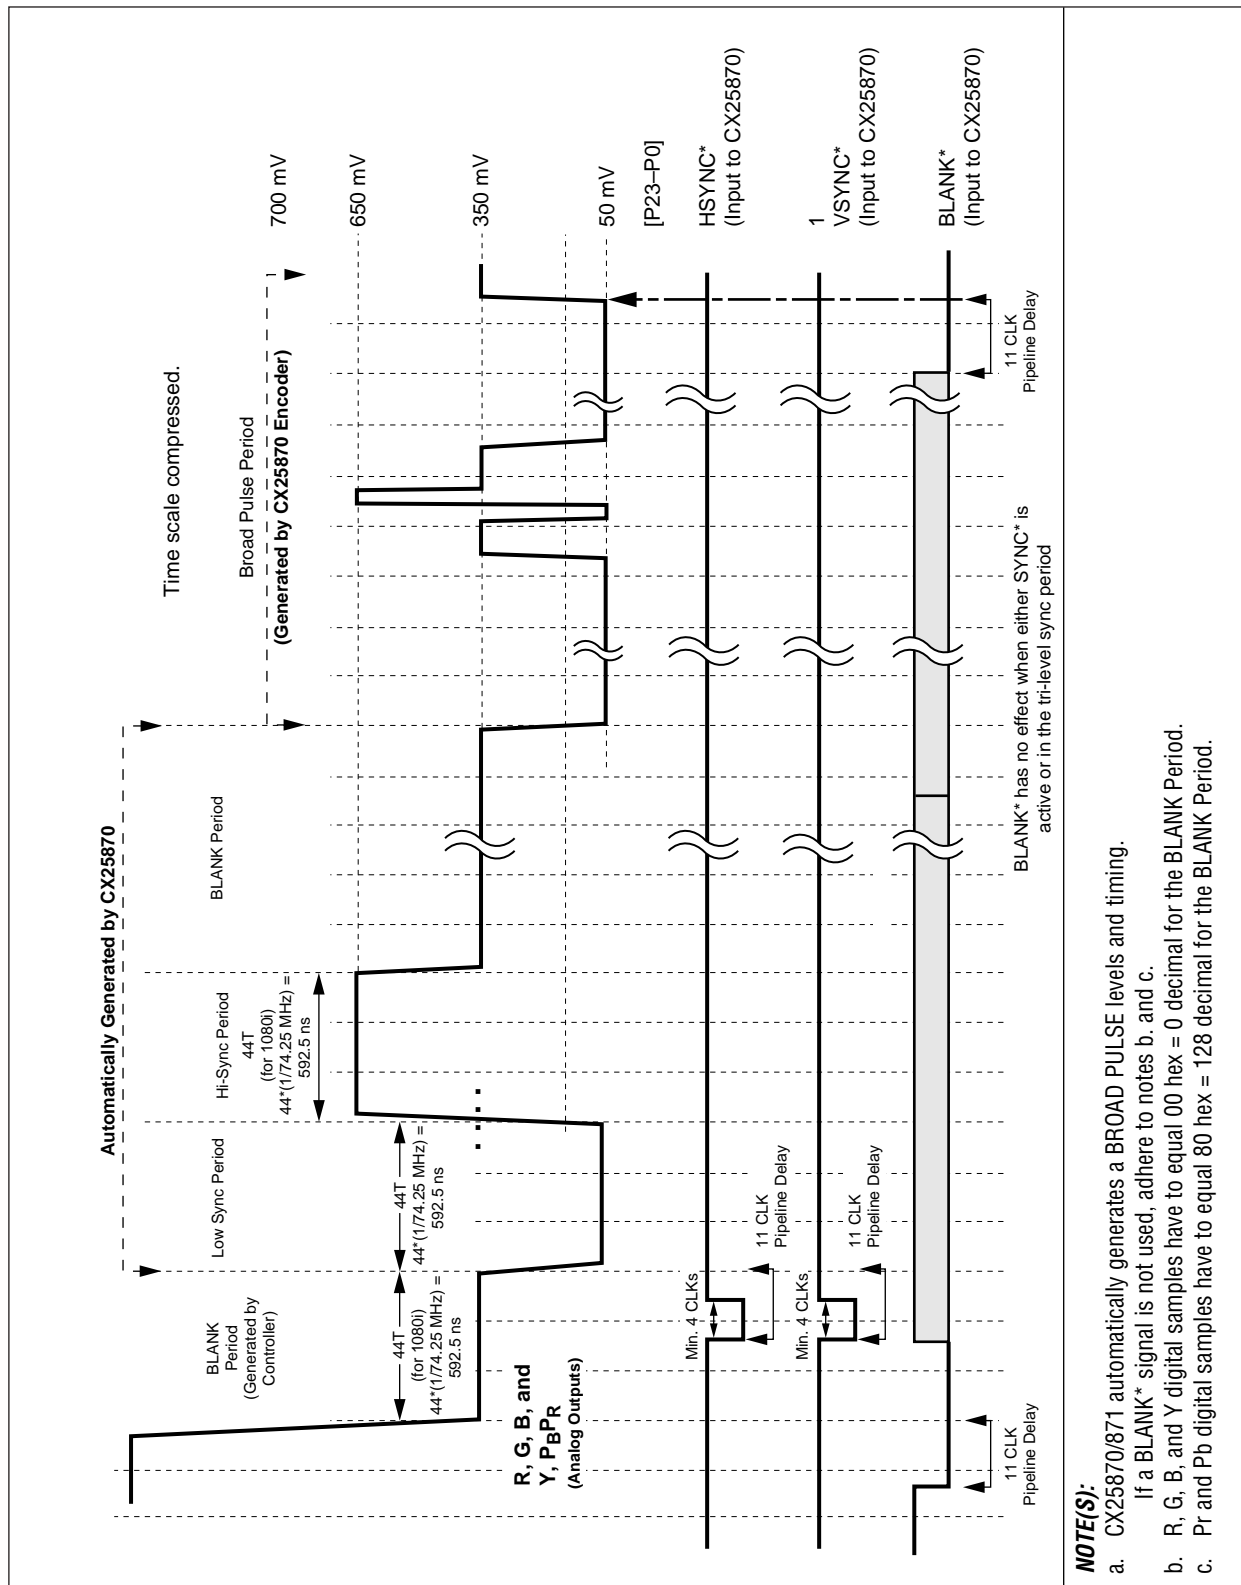 Automatically Generated by CX25870
Time scale compressed.
BLANK
Period
(Generated by
Controller)
Low Sync Period
Hi-Sync Period
44T
(for 1080i)
44*(1/74.25 MHz) =
592.5 ns
BLANK Period
Broad Pulse Period
(Generated by CX25870 Encoder)
700 mV
650 mV
350 mV
50 mV
44T
(for 1080i)
44*(1/74.25 MHz) =
592.5 ns
44T
44*(1/74.25 MHz) =
592.5 ns
R, G, B, and
Y, PBPR
(Analog Outputs)
[P23–P0]
HSYNC*
(Input to CX25870)
Min. 4 CLKs
11 CLK
Pipeline Delay
1
VSYNC*
(Input to CX25870)
Min. 4 CLKs
11 CLK
Pipeline Delay
BLANK*
(Input to CX25870)
11 CLK
Pipeline Delay
BLANK* has no effect when either SYNC* is
active or in the tri-level sync period
11 CLK
Pipeline Delay
NOTE(S):
a. CX25870/871 automatically generates a BROAD PULSE levels and timing.
If a BLANK* signal is not used, adhere to notes b. and c.
b. R, G, B, and Y digital samples have to equal 00 hex = 0 decimal for the BLANK Period.
c. Pr and Pb digital samples have to equal 80 hex = 128 decimal for the BLANK Period.